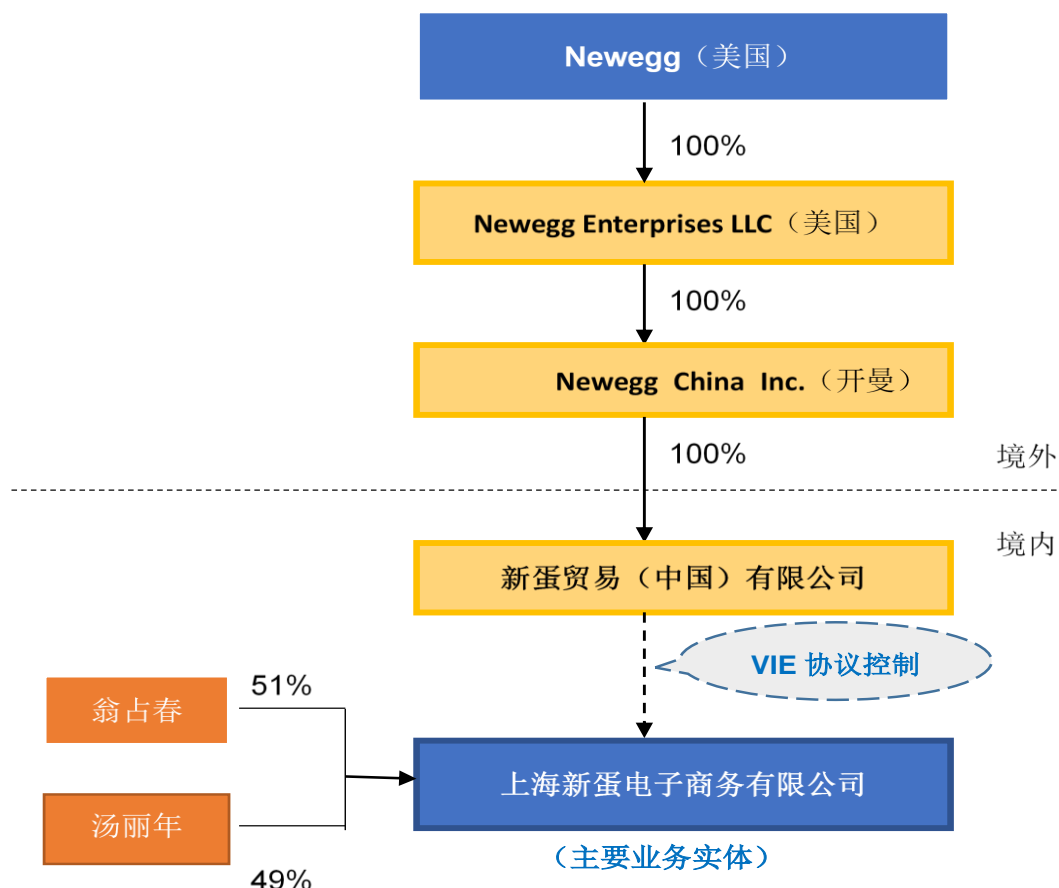 Newegg（美国）
100%
Newegg Enterprises LLC（美国）
100%
Newegg China Inc.（开曼）
100%
境外
境内
新蛋贸易（中国）有限公司
VIE 协议控制
51%
翁占春
上海新蛋电子商务有限公司
汤丽年
（主要业务实体）
49%